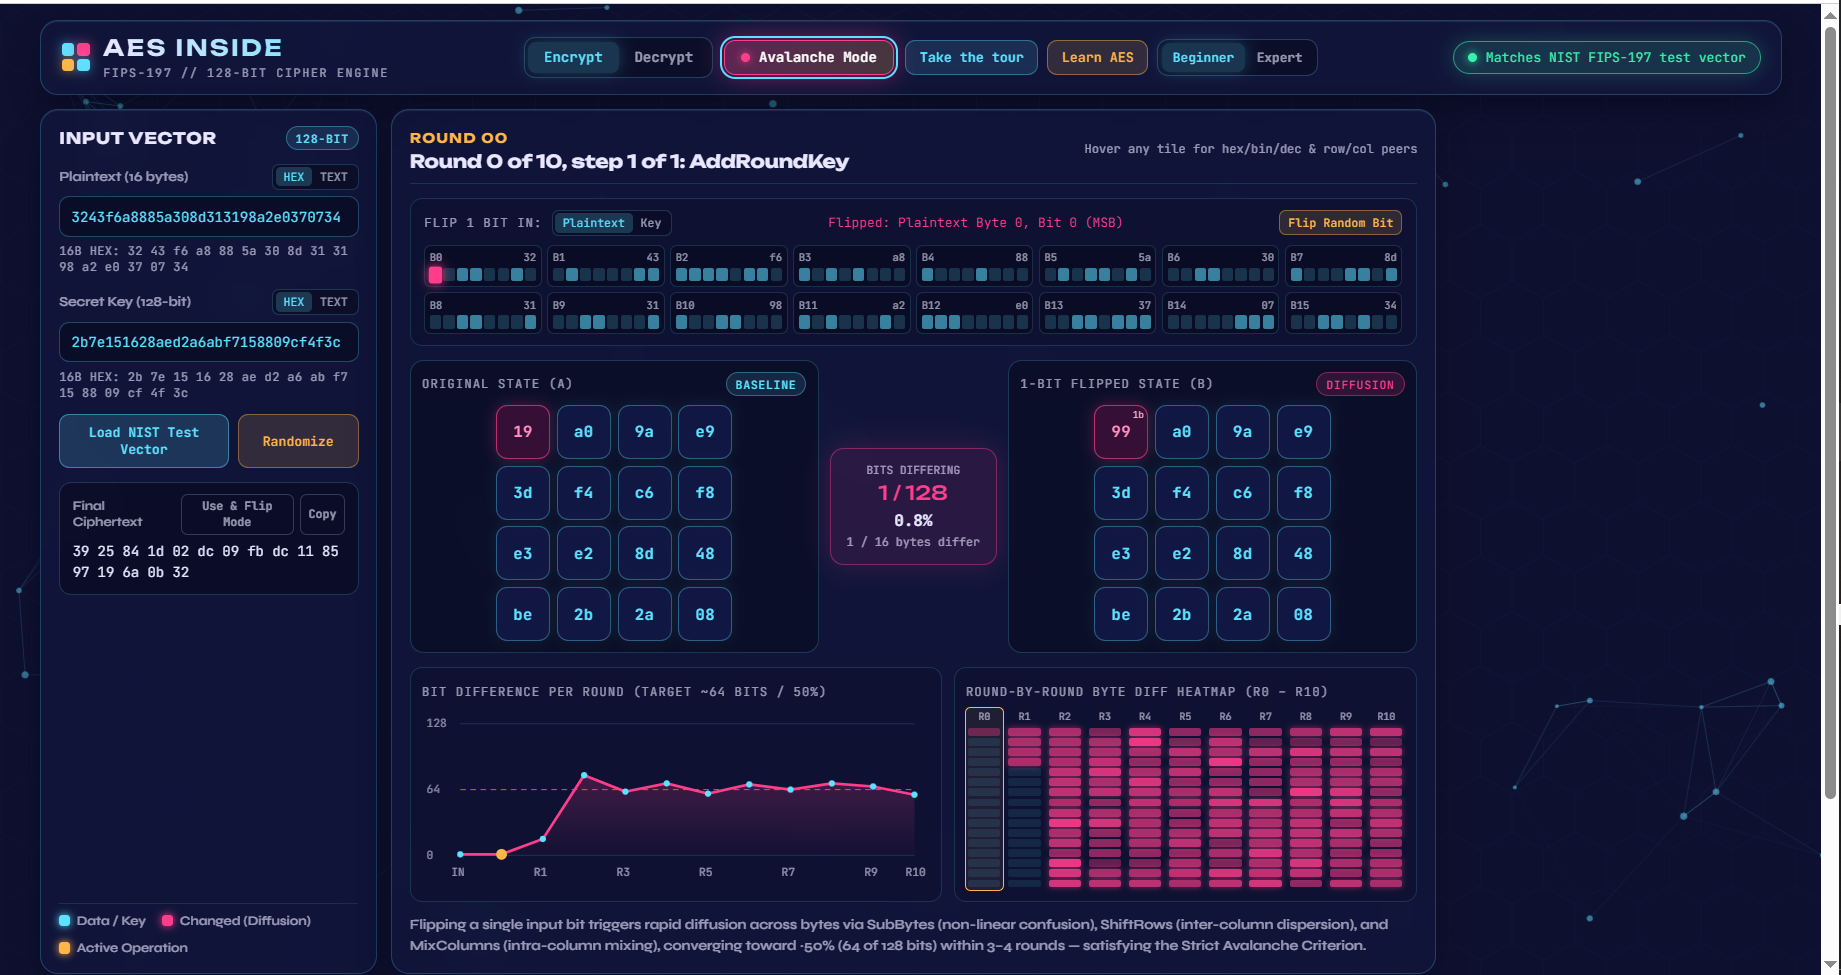 AES INSIDE
FIPS-197 // 128-BIT CIPHER ENGINE
Encrypt Decrypt Avalanche Mode Take the tour Learn AES Beginner Expert
Matches NIST FIPS-197 test vector
INPUT VECTOR 128-BIT
Plaintext (16 bytes) HEX TEXT
3243f6a8885a308d313198a2e0370734
16B HEX: 32 43 f6 a8 88 5a 30 8d 31 31
98 a2 e0 37 07 34
Secret Key (128-bit) HEX TEXT
2b7e151628aed2a6abf7158809cf4f3c
16B HEX: 2b 7e 15 16 28 ae d2 a6 ab f7
15 88 09 cf 4f 3c
Load NIST Test
Vector
Randomize
Final
Ciphertext
Use & Flip
Mode
Copy
39 25 84 1d 02 dc 09 fb dc 11 85
97 19 6a 0b 32
Data / Key Changed (Diffusion)
Active Operation
ROUND 00
Round 0 of 10, step 1 of 1: AddRoundKey
Hover any tile for hex/bin/dec & row/col peers
FLIP 1 BIT IN: Plaintext Key Flipped: Plaintext Byte 0, Bit 0 (MSB) Flip Random Bit
B0 32 B1 43 B2 f6 B3 a8 B4 88 B5 5a B6 30 B7 8d
B8 31 B9 31 B10 98 B11 a2 B12 e0 B13 37 B14 07 B15 34
ORIGINAL STATE (A) BASELINE
19 a0 9a e9
3d f4 c6 f8
e3 e2 8d 48
be 2b 2a 08
BITS DIFFERING
1/128
0.8%
1 / 16 bytes differ
1-BIT FLIPPED STATE (B) DIFFUSION
1b
99 a0 9a e9
3d f4 c6 f8
e3 e2 8d 48
be 2b 2a 08
BIT DIFFERENCE PER ROUND (TARGET ~64 BITS / 50%)
128
64
0
IN R1 R3 R5 R7 R9 R10
ROUND-BY-ROUND BYTE DIFF HEATMAP (R0 – R10)
R0 R1 R2 R3 R4 R5 R6 R7 R8 R9 R10
Flipping a single input bit triggers rapid diffusion across bytes via SubBytes (non-linear confusion), ShiftRows (inter-column dispersion), and
MixColumns (intra-column mixing), converging toward ~50% (64 of 128 bits) within 3–4 rounds — satisfying the Strict Avalanche Criterion.